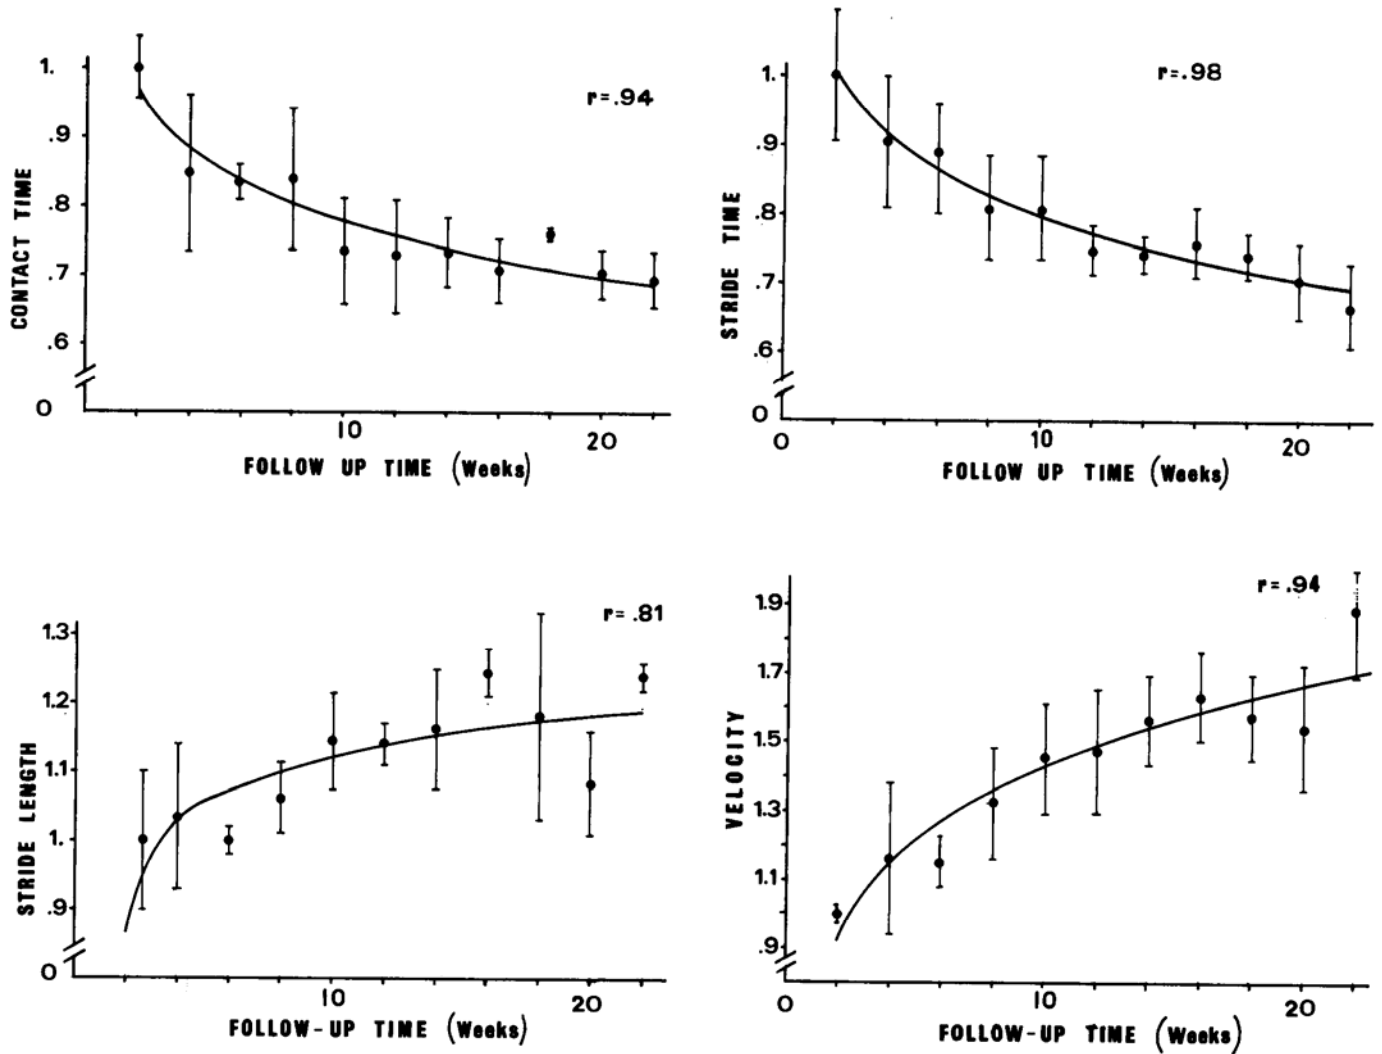 1.
.9
.8
.7
.6
0
CONTACT TIME
r=.94
10
20
FOLLOW UP TIME (Weeks)
1.
.9
.8
.7
.6
0
STRIDE TIME
r=.98
0
10
20
FOLLOW UP TIME (Weeks)
1.3
1.2
1.1
1.
.9
0
STRIDE LENGTH
r= .81
10
20
FOLLOW-UP TIME (Weeks)
1.9
1.7
1.5
1.3
1.1
.9
VELOCITY
r=.94
0
10
20
FOLLOW-UP TIME (Weeks)